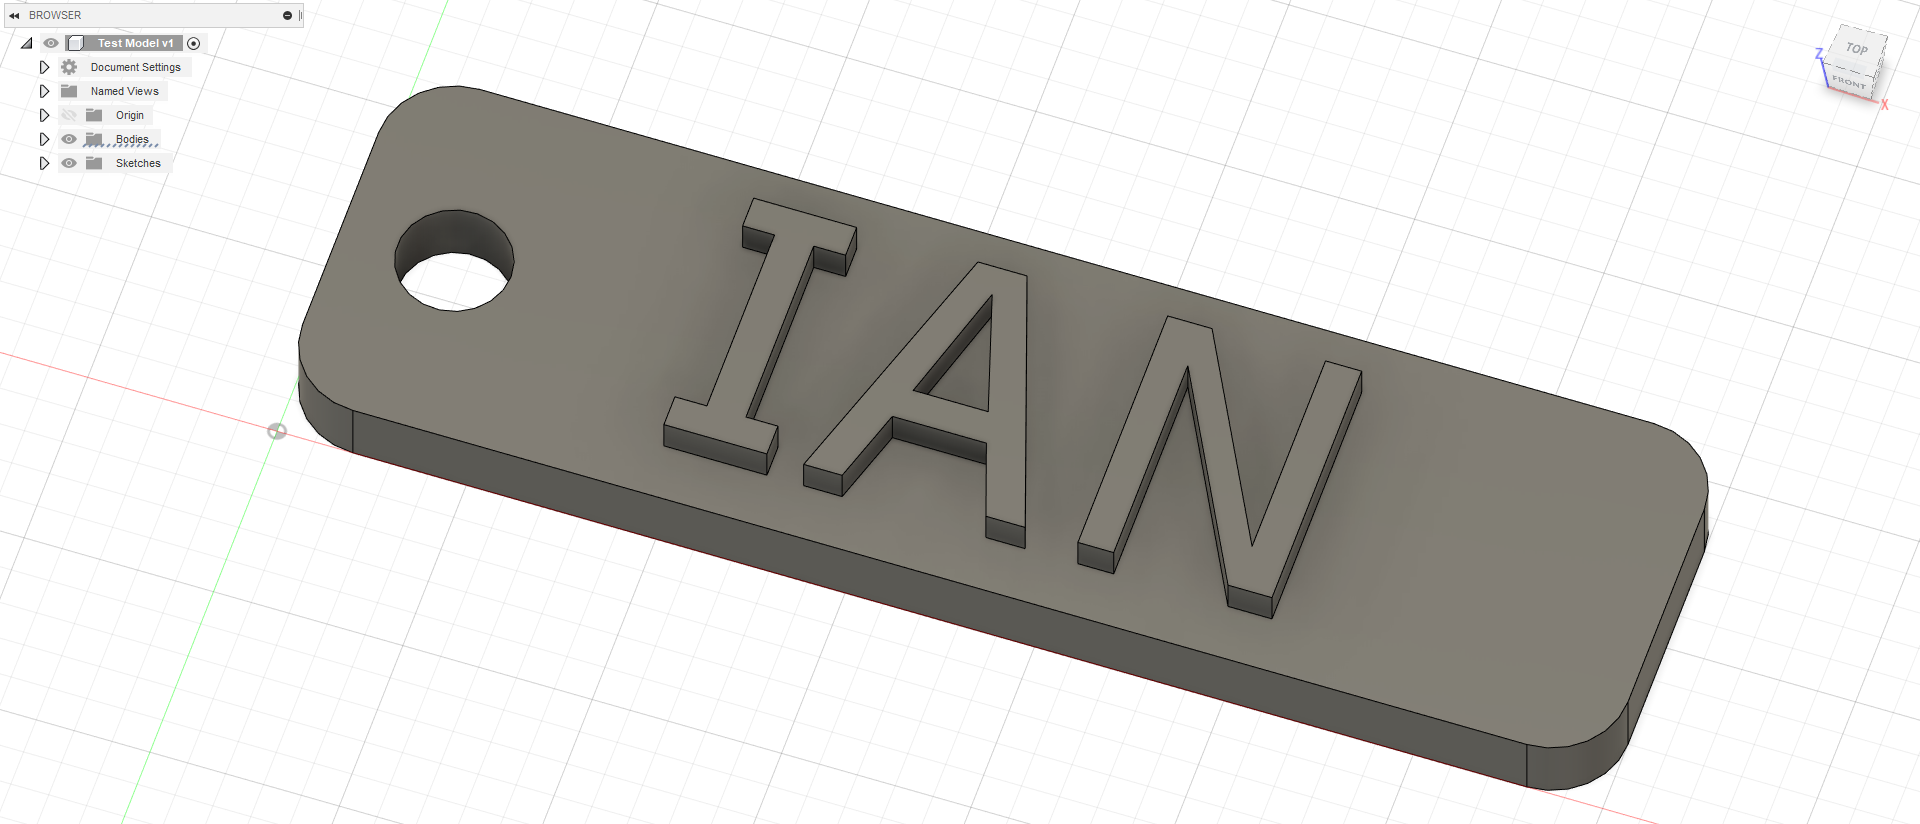 BROWSER
Test Model v1
Document Settings
Named Views
Origin
Bodies
Sketches
IAN
TOP
FRONT
Z
X